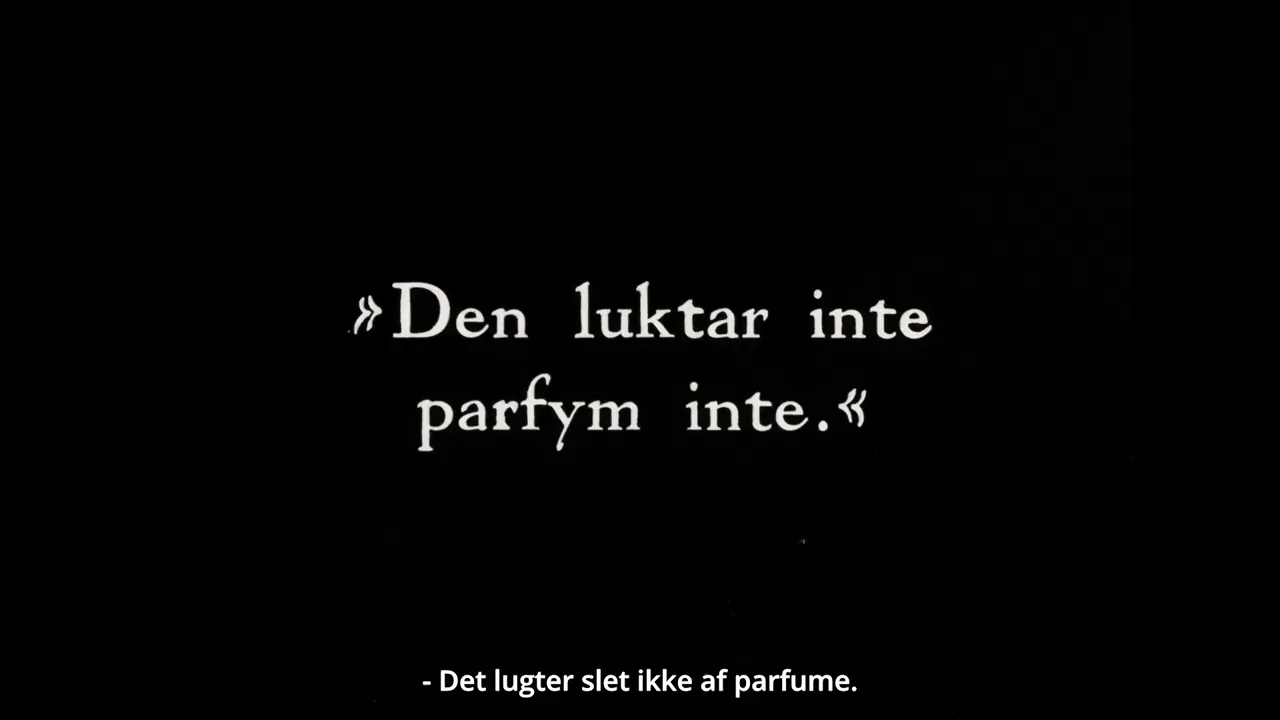 »Den luktar inte
parfym inte.«
- Det lugter slet ikke af parfume.